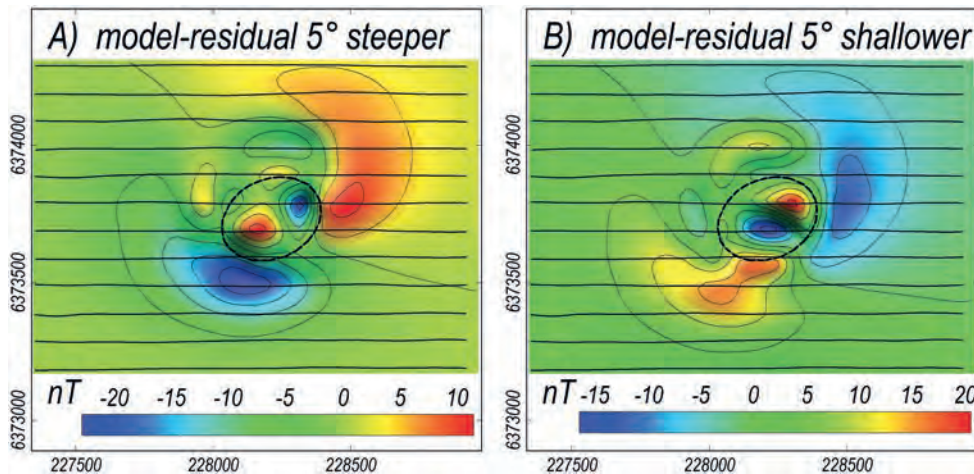 A) model-residual 5° steeper
6374000
6373500
6373000
nT -20 -15 -10 -5 0 5 10
227500 228000 228500
B) model-residual 5° shallower
6374000
6373500
6373000
nT -15 -10 -5 0 5 10 15 20
227500 228000 228500